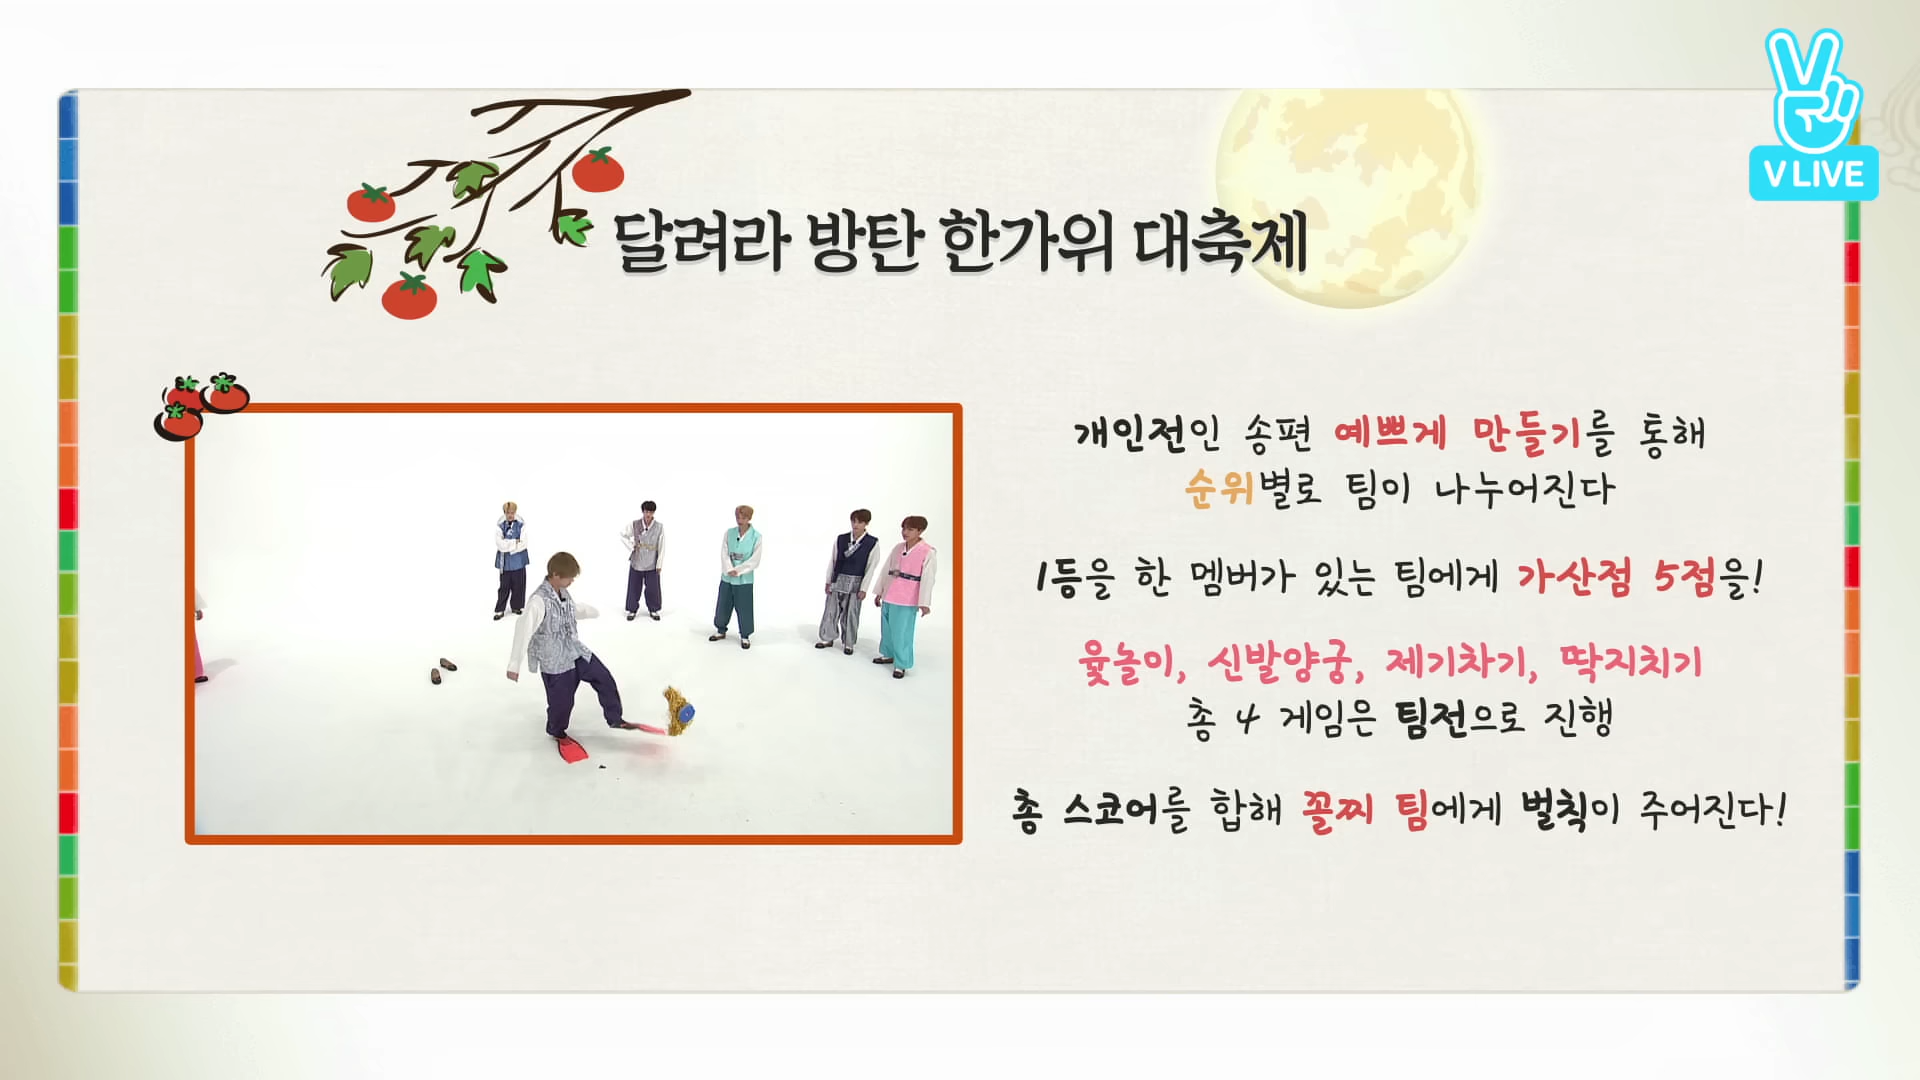 V LIVE
달려라 방탄 한가위 대축제
개인전인 송편 예쁘게 만들기를 통해
순위별로 팀이 나누어진다
1등을 한 멤버가 있는 팀에게 가산점 5점을!
윷놀이, 신발양궁, 제기차기, 딱지치기
총 4 게임은 팀전으로 진행
총 스코어를 합해 꼴찌 팀에게 벌칙이 주어진다!